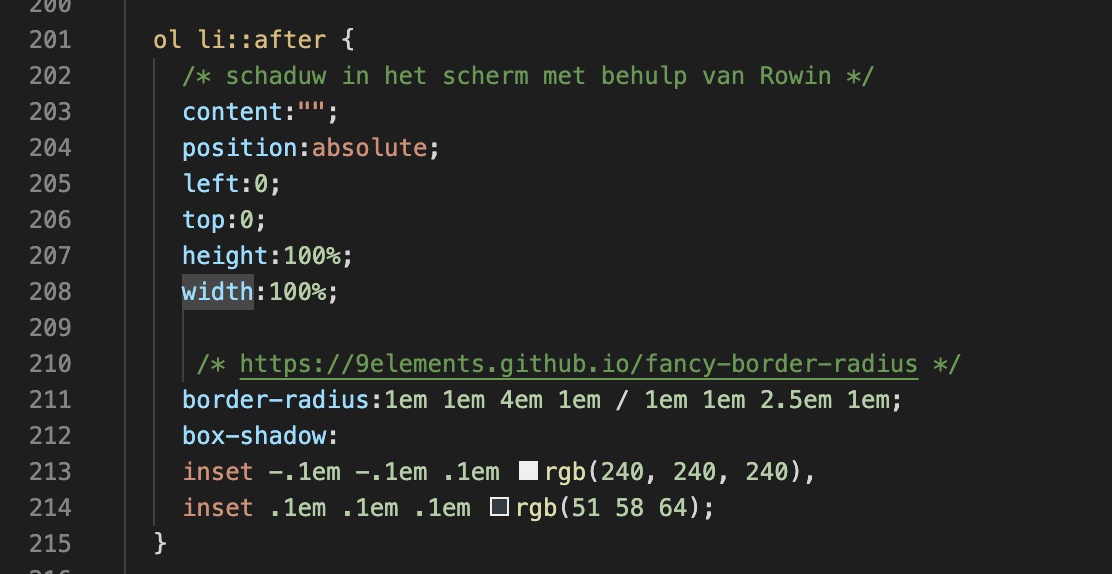 200
201 ol li::after {
202 /* schaduw in het scherm met behulp van Rowin */
203 content:"";
204 position:absolute;
205 left:0;
206 top:0;
207 height:100%;
208 width:100%;
209
210 /* https://9elements.github.io/fancy-border-radius */
211 border-radius:1em 1em 4em 1em / 1em 1em 2.5em 1em;
212 box-shadow:
213 inset -.1em -.1em .1em rgb(240, 240, 240),
214 inset .1em .1em .1em rgb(51 58 64);
215 }
216